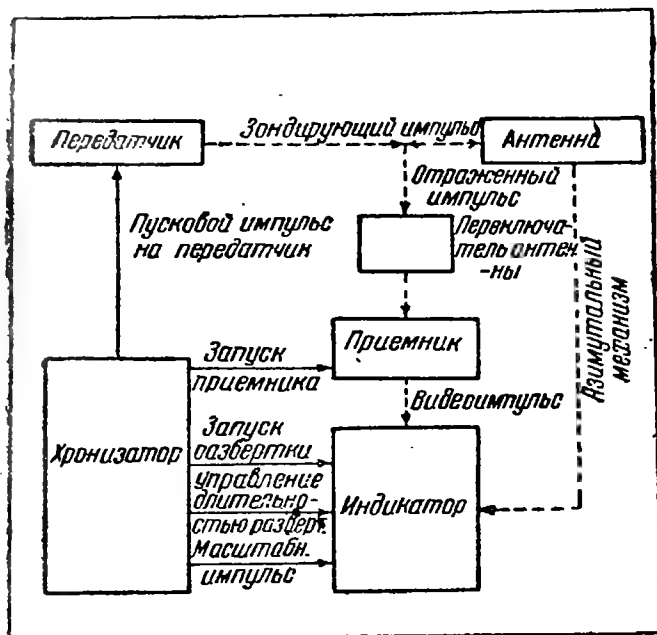 Передатчик
Зондирующий импульс
Антенна
Отраженный
импульс
Пусковой импульс
на передатчик
Переключа-
тель антен
-ны
Азимутальный
механизм
Запуск
приемника
Приемник
Видеоимпульс
Хронизатор
Запуск
развертки
управление
длительно-
стью разверт.
Масштабн.
импульс
Индикатор